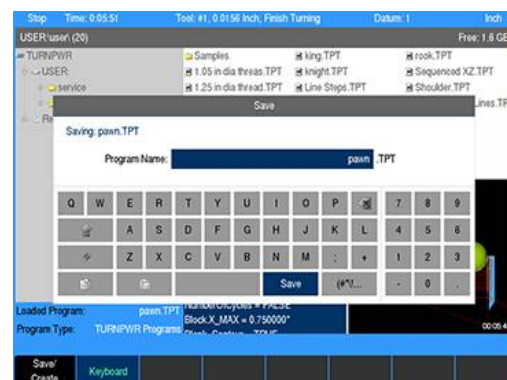 Stop Time: 0:05:51 Tool: #1, 0.0156 Inch, Finish Turning Datum: 1 Inch
USER:\user\ (20) Free: 1.6 GB
TURNPWR
USER:
service
Samples
1.05 in dia threas.TPT
1.25 in dia thread.TPT
king.TPT
knight.TPT
Line Steps.TPT
rook.TPT
Sequenced XZ.TPT
Shoulder.TPT
Save
Saving: pawn.TPT
Program Name: pawn .TPT
Q W E R T Y U I O P 7 8 9
A S D F G H J K L 4 5 6
Z X C V B N M : + 1 2 3
Save (#*!... - 0 .
Loaded Program: pawn.TPT
Program Type: TURNPWR Programs
NumberOfCycles = FALSE
Block.X_MAX = 0.750000"
Save/
Create
Keyboard